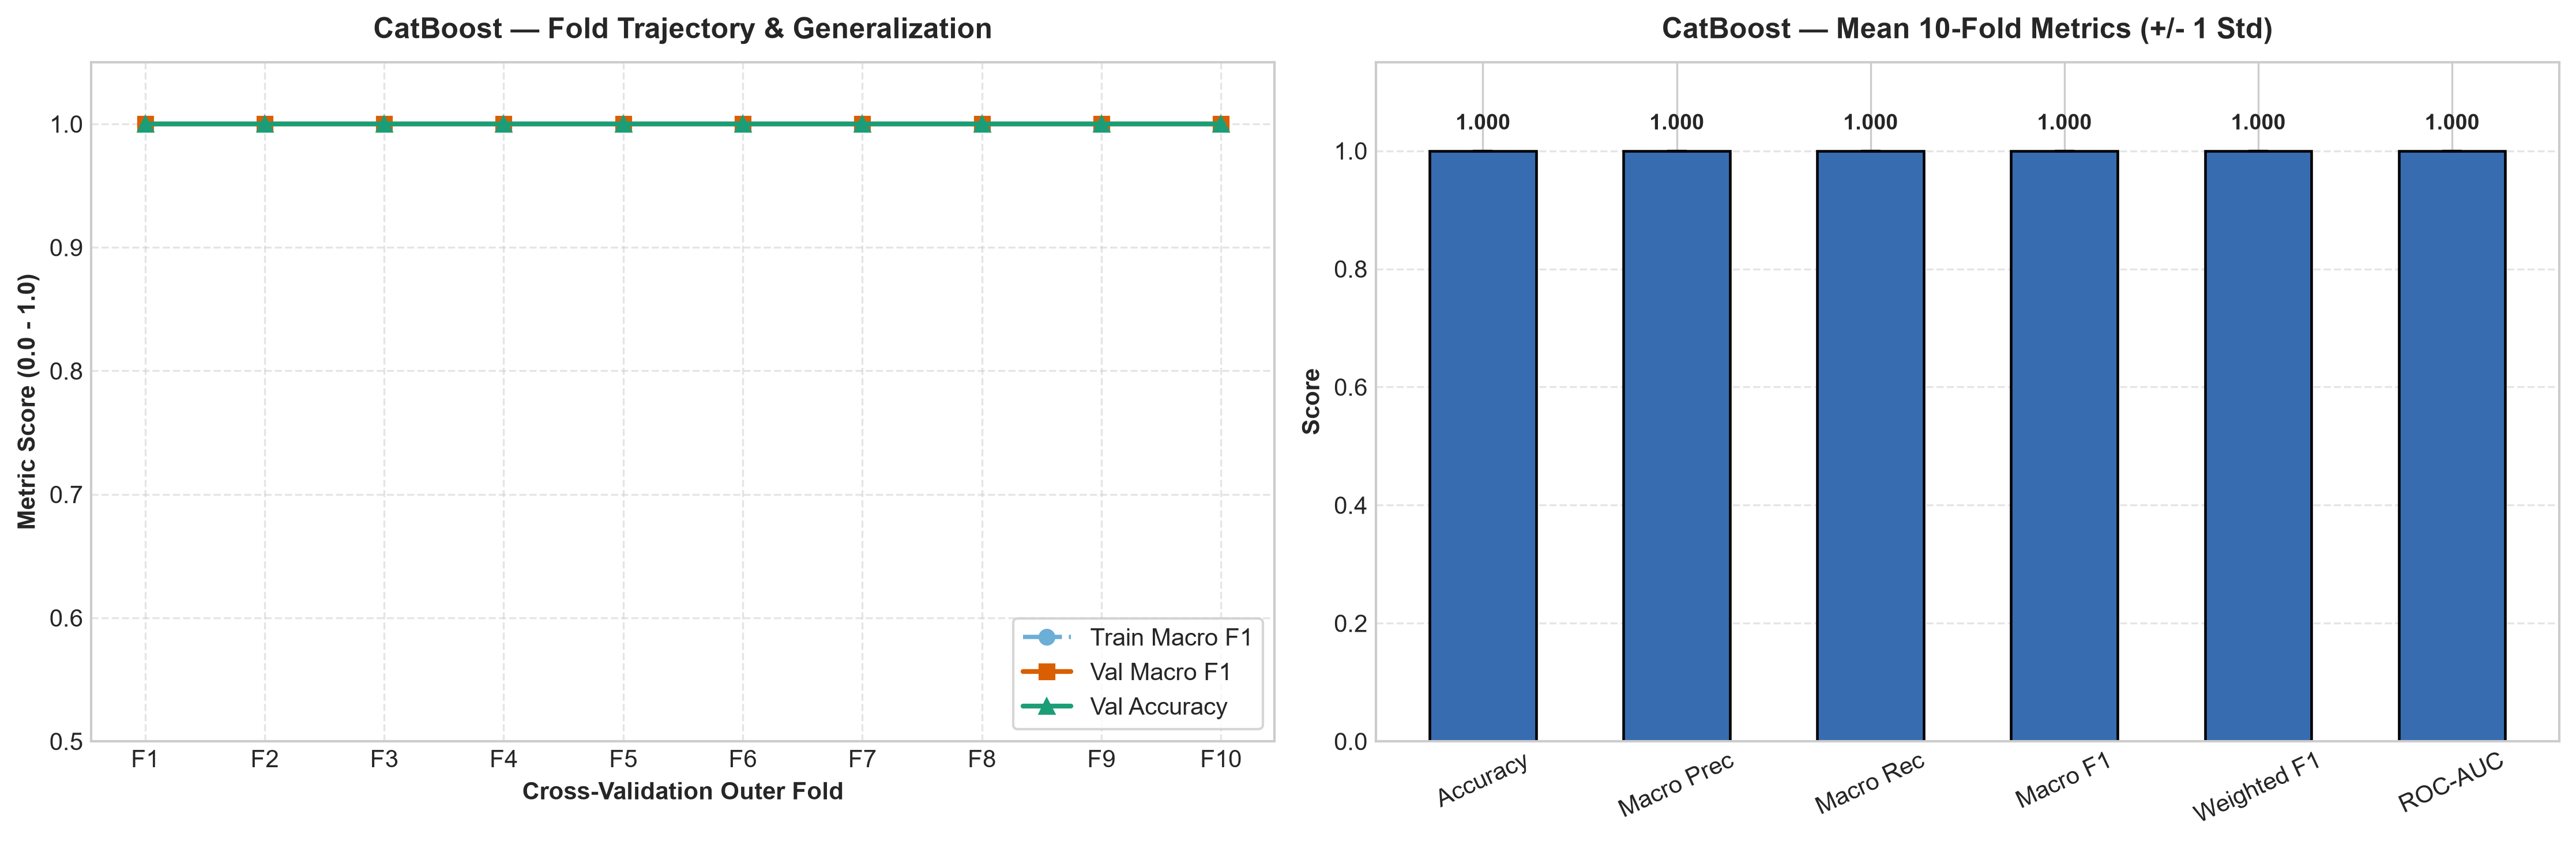 CatBoost — Fold Trajectory & Generalization
Metric Score (0.0 - 1.0)
1.0
0.9
0.8
0.7
0.6
0.5
Train Macro F1
Val Macro F1
Val Accuracy
F1 F2 F3 F4 F5 F6 F7 F8 F9 F10
Cross-Validation Outer Fold
CatBoost — Mean 10-Fold Metrics (+/- 1 Std)
Score
1.000 1.000 1.000 1.000 1.000 1.000
1.0
0.8
0.6
0.4
0.2
0.0
Accuracy Macro Prec Macro Rec Macro F1 Weighted F1 ROC-AUC